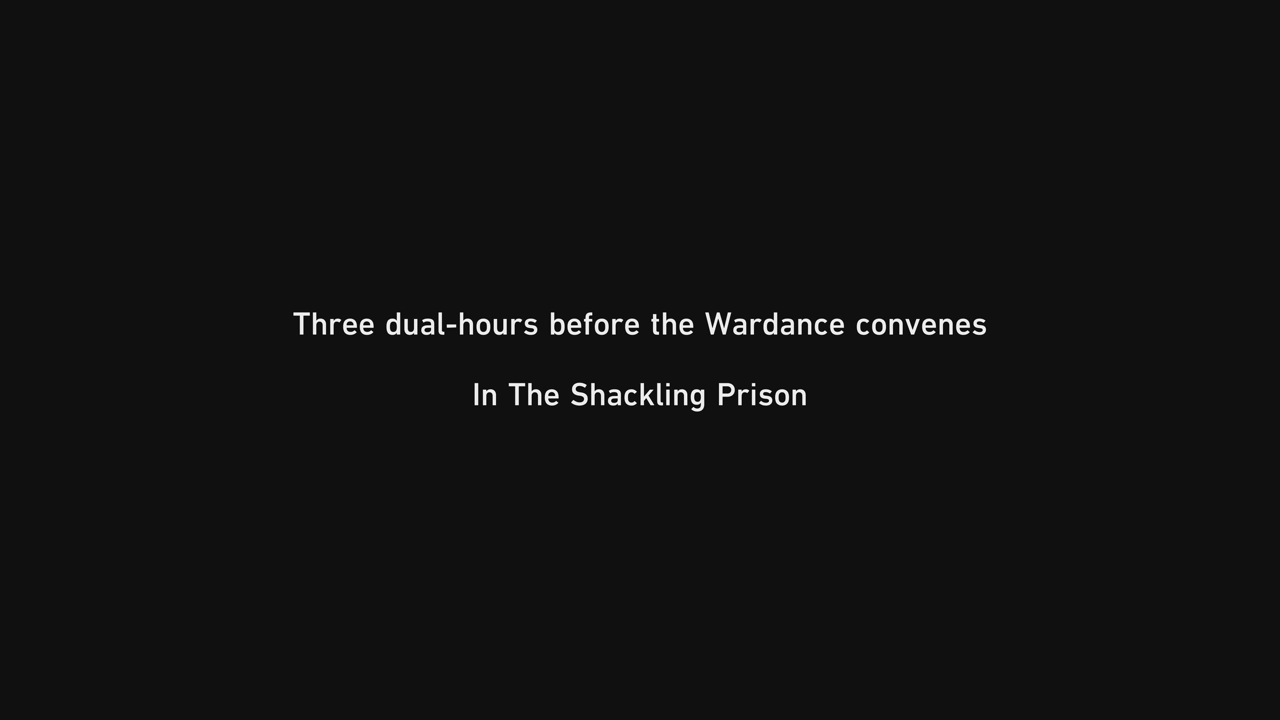 Three dual-hours before the Wardance convenes
In The Shackling Prison